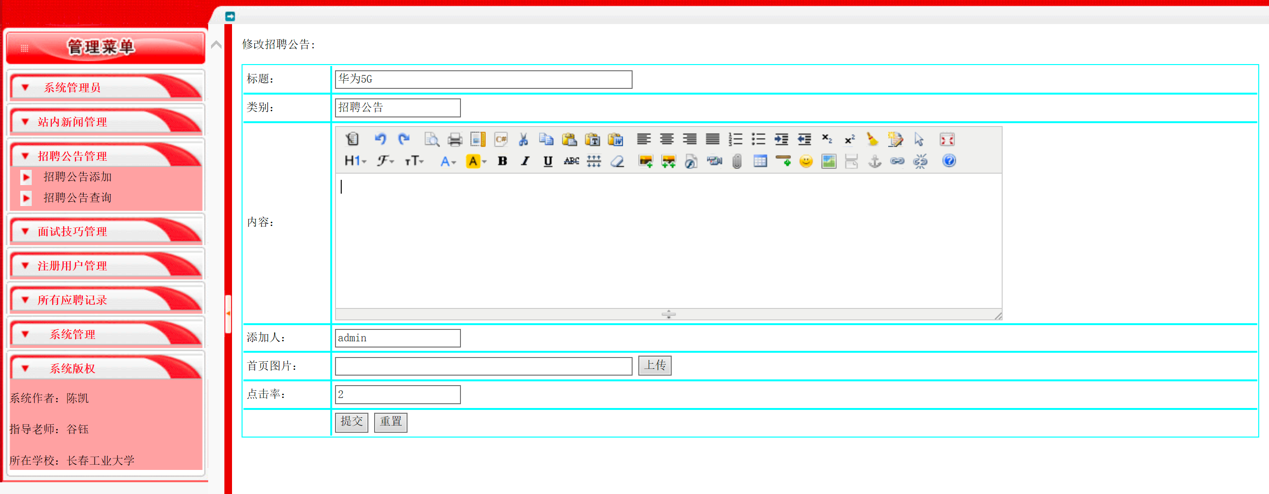 管理菜单
系统管理员
站内新闻管理
招聘公告管理
招聘公告添加
招聘公告查询
面试技巧管理
注册用户管理
所有应聘记录
系统管理
系统版权
系统作者：陈凯
指导老师：谷钰
所在学校：长春工业大学
修改招聘公告：
标题：
华为5G
类别：
招聘公告
H1 F тT A A B I U ABC
内容：
添加人：
admin
首页图片：
上传
点击率：
2
提交 重置